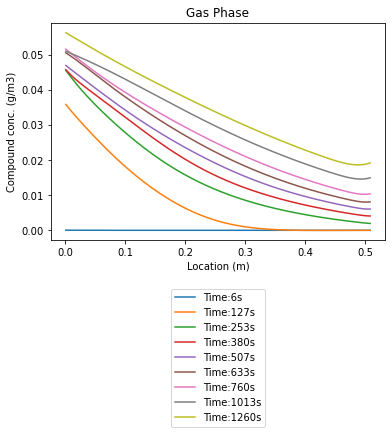 Gas Phase
Compound conc. (g/m3)
0.05
0.04
0.03
0.02
0.01
0.00
0.0 0.1 0.2 0.3 0.4 0.5
Location (m)
Time:6s
Time:127s
Time:253s
Time:380s
Time:507s
Time:633s
Time:760s
Time:1013s
Time:1260s